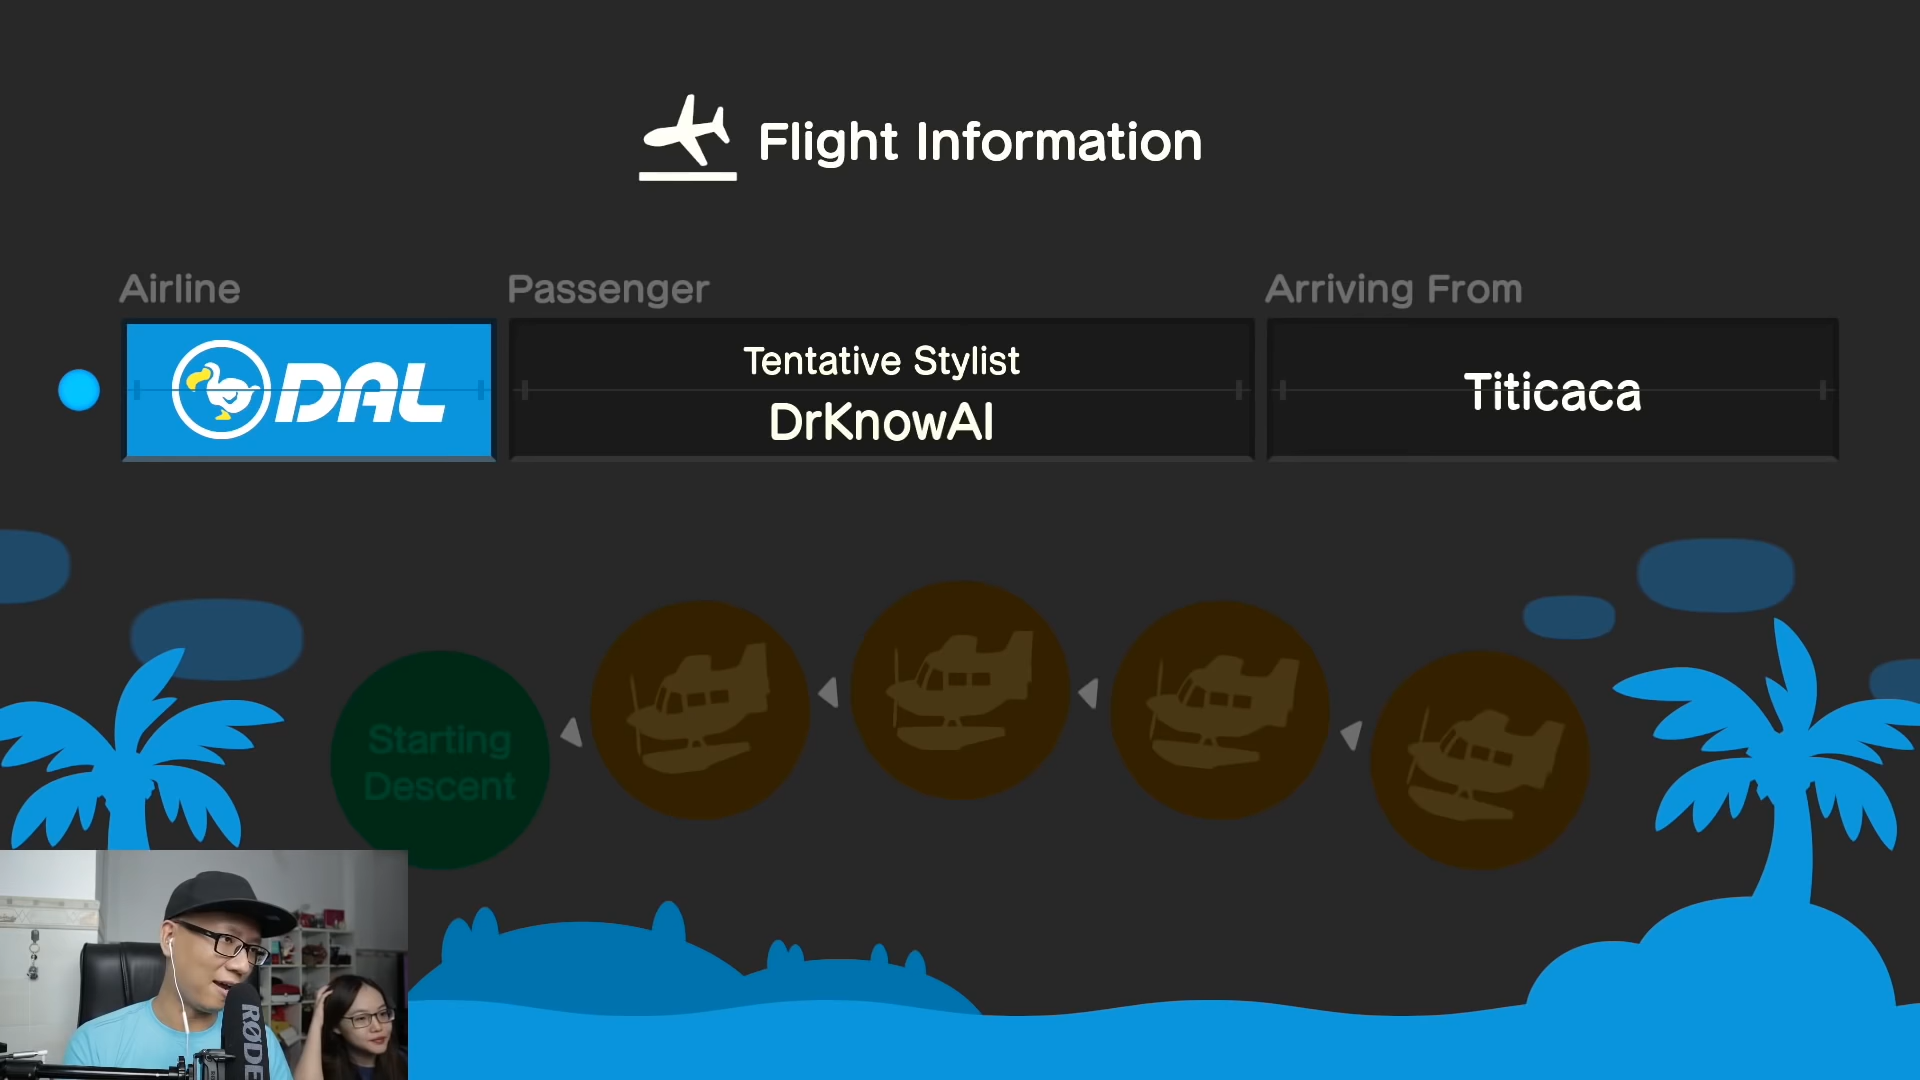 Flight Information
Airline
Passenger
Arriving From
DAL
Tentative Stylist
DrKnowAI
Titicaca
Starting
Descent
RØDE